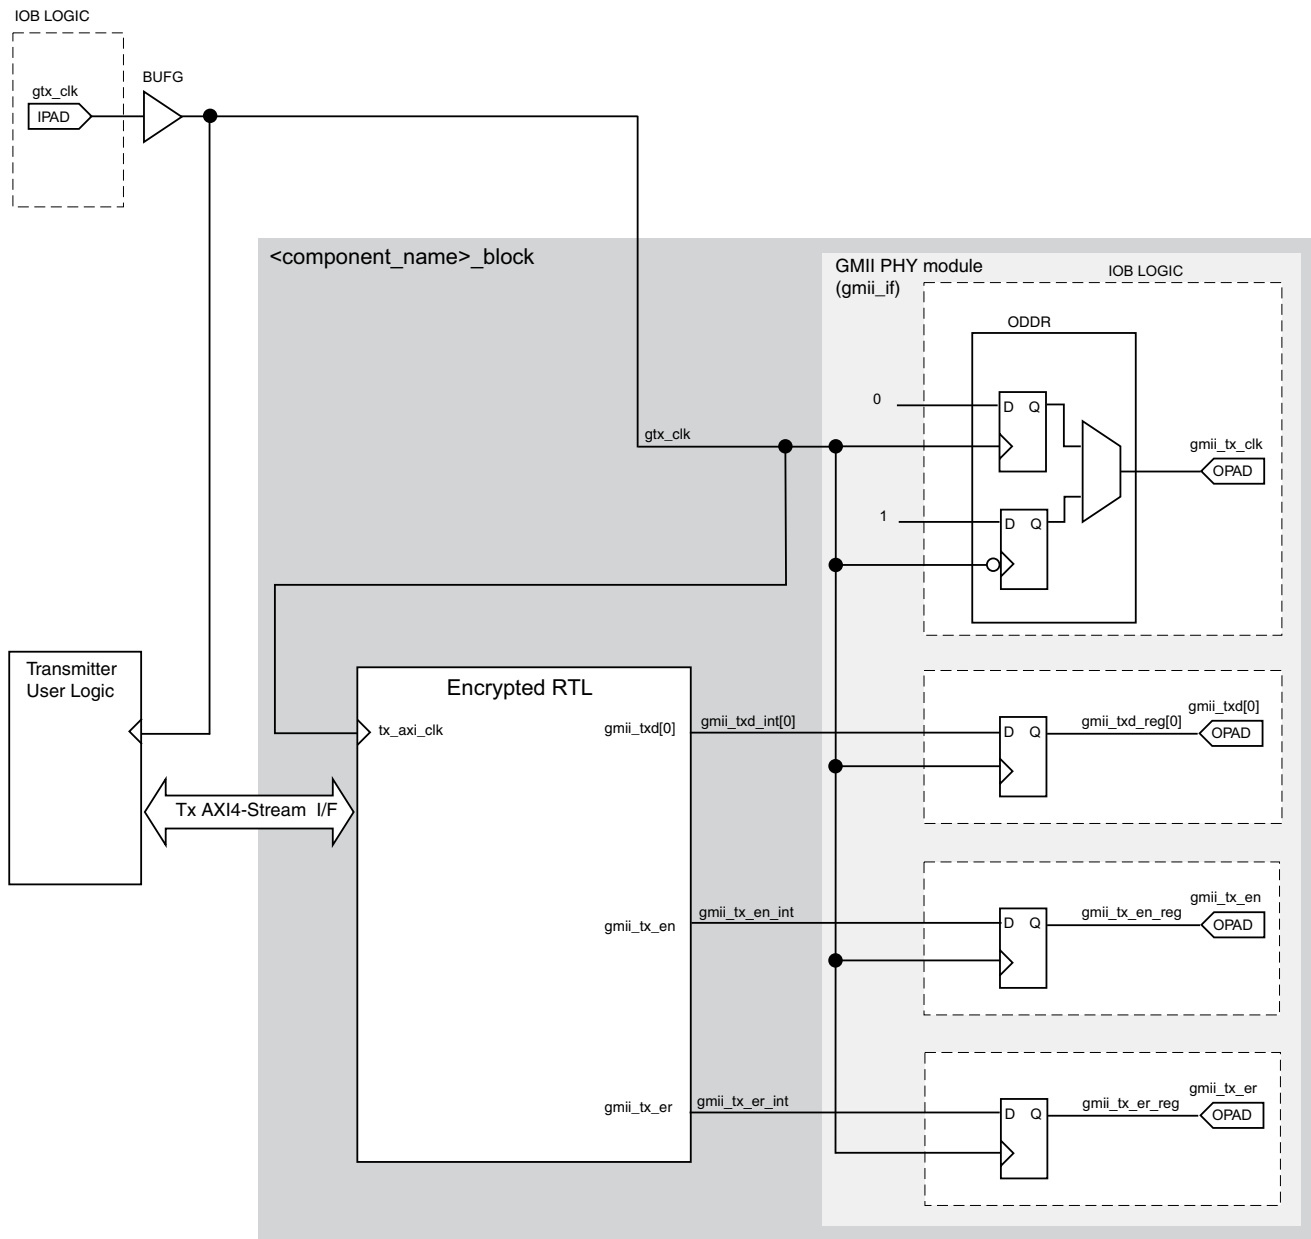 IOB LOGIC
BUFG
gtx_clk
IPAD
<component_name>_block
GMII PHY module
(gmii_if)
IOB LOGIC
ODDR
0
D Q
gtx_clk
gmii_tx_clk
OPAD
1
D Q
Transmitter
User Logic
Encrypted RTL
tx_axi_clk
gmii_txd[0]
gmii_txd_int[0]
D Q
gmii_txd_reg[0]
gmii_txd[0]
OPAD
Tx AXI4-Stream I/F
gmii_tx_en
gmii_tx_en_int
D Q
gmii_tx_en_reg
gmii_tx_en
OPAD
gmii_tx_er
gmii_tx_er_int
D Q
gmii_tx_er_reg
gmii_tx_er
OPAD